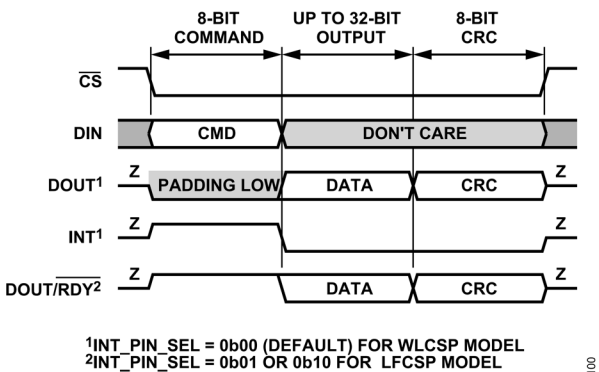 8-BIT COMMAND
UP TO 32-BIT OUTPUT
8-BIT CRC
CS
DIN
CMD
DON'T CARE
DOUT1
Z
PADDING LOW
DATA
CRC
Z
INT1
Z
Z
DOUT/RDY2
Z
DATA
CRC
Z
1INT_PIN_SEL = 0b00 (DEFAULT) FOR WLCSP MODEL
2INT_PIN_SEL = 0b01 OR 0b10 FOR LFCSP MODEL
100